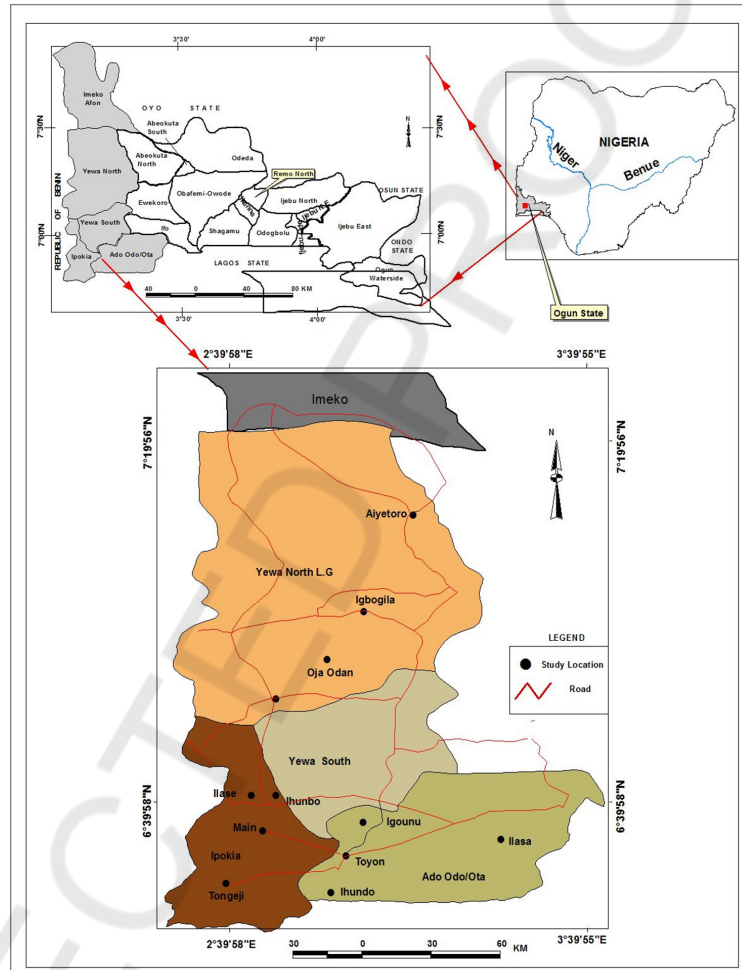 3°30'
4°00'
Imeko
Afon
OYO STATE
Abeokuta
South
7°30'N
7°30'N
N
Abeokuta
North
Odeda
Yewa North
Remo North
Obafemi-Owode
Ewekoro
Ijebu North
OSUN STATE
Yewa South
Ifo
Shagamu
Odogbolu
Ijebu East
7°00'N
7°00'N
REPUBLIC OF BENIN
ONDO
STATE
Ipokia
Ado Odo/Ota
LAGOS STATE
Ogun
Waterside
40 0 80 KM
3°30'
4°00'
NIGERIA
Niger
Benue
Ogun State
2°39'58"E
3°39'55"E
Imeko
7°19'56"N
7°19'56"N
N
Aiyetoro
Yewa North L.G
Igbogila
LEGEND
Study Location
Road
Oja Odan
Yewa South
Ilase
Ihunbo
6°39'58"N
6°39'58"N
Main
Igounu
Ilasa
Ipokia
Toyon
Ado Odo/Ota
Tongeji
Ihundo
2°39'58"E
3°39'55"E
30 0 30 60 KM